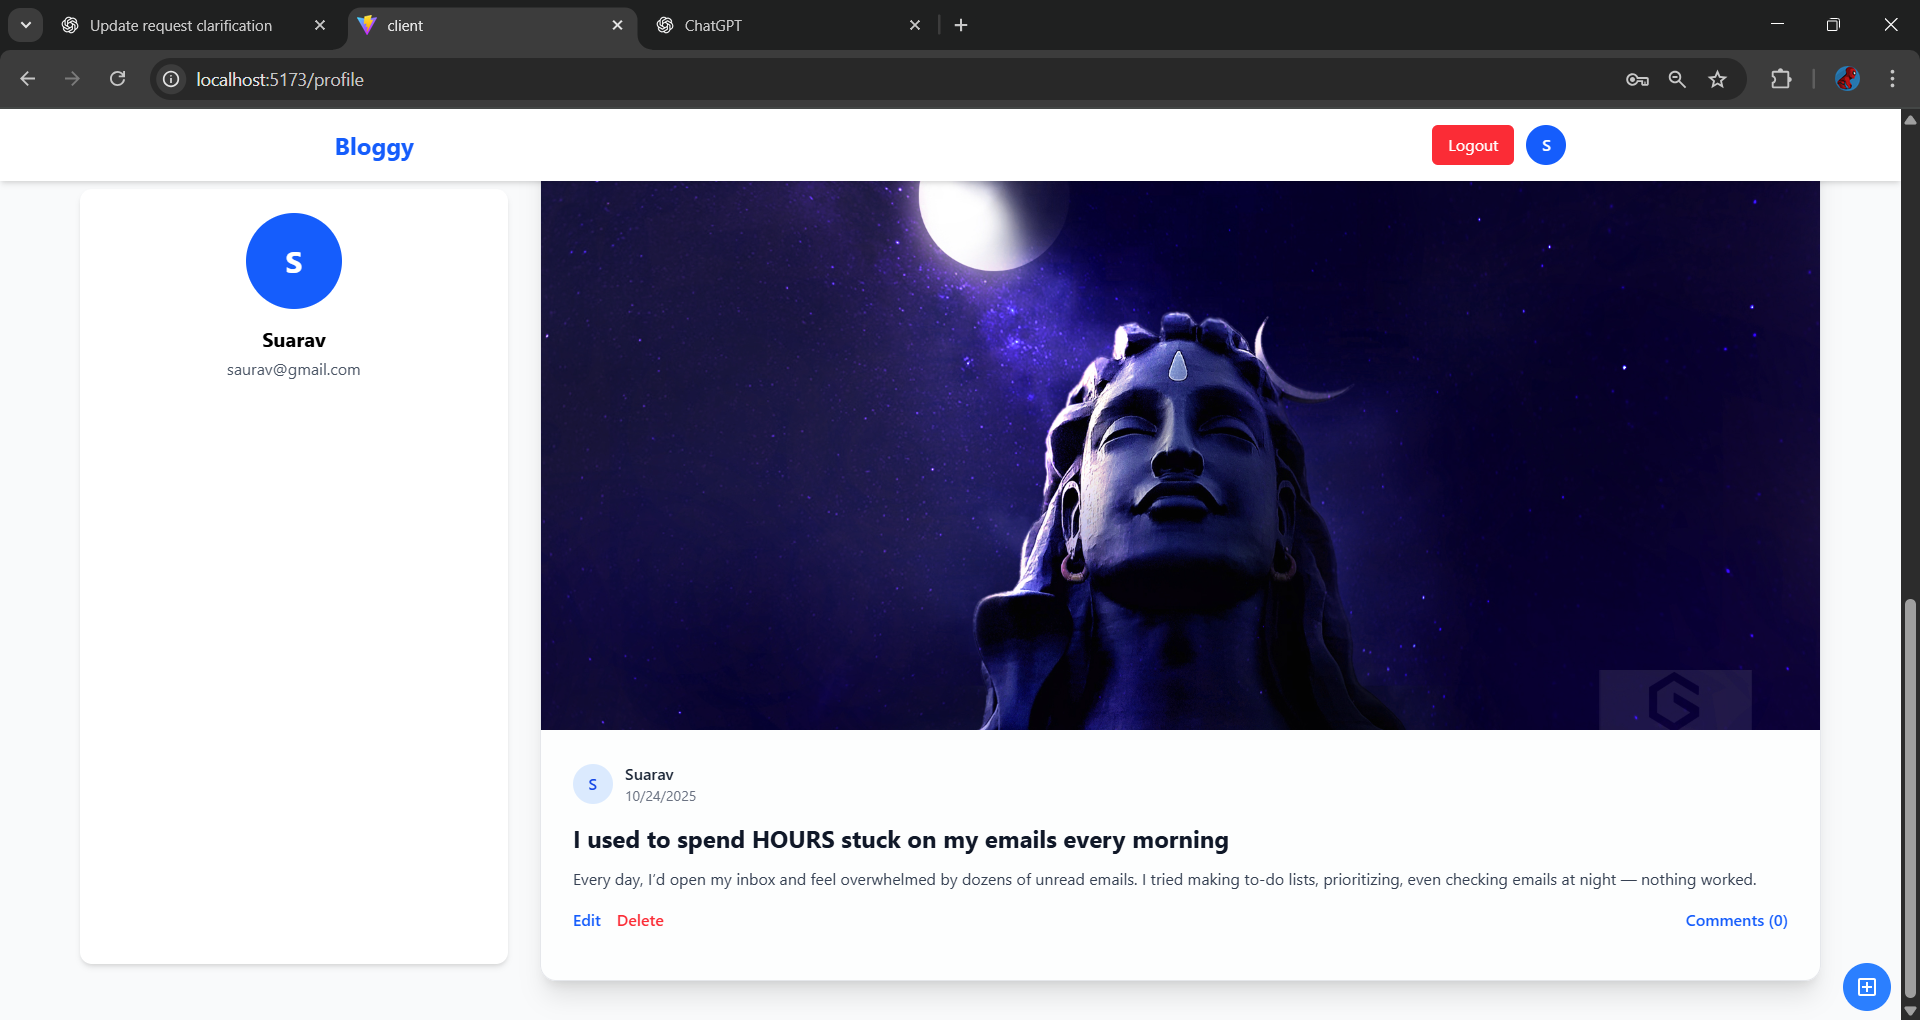 Update request clarification
client
ChatGPT
localhost:5173/profile
Bloggy
Logout
S
S
Suarav
saurav@gmail.com
S
Suarav
10/24/2025
I used to spend HOURS stuck on my emails every morning
Every day, I’d open my inbox and feel overwhelmed by dozens of unread emails. I tried making to-do lists, prioritizing, even checking emails at night — nothing worked.
Edit Delete Comments (0)